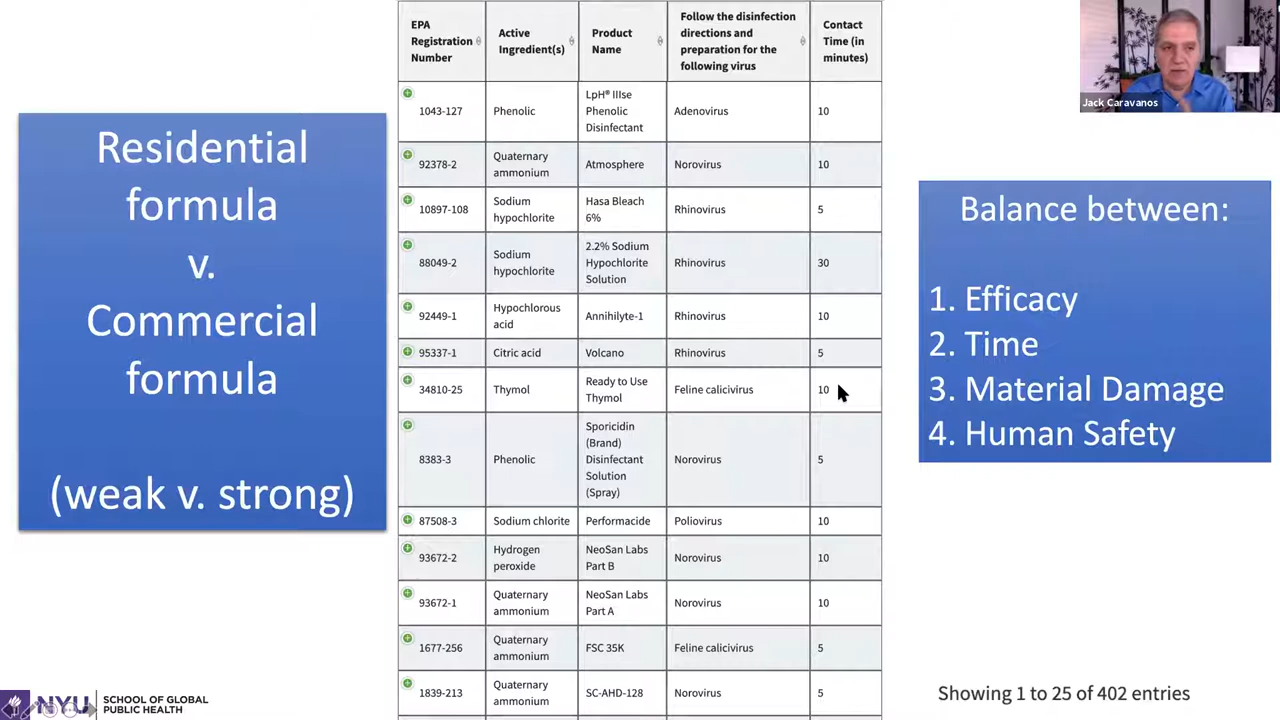 Residential
formula
v.
Commercial
formula
(weak v. strong)
EPA
Registration
Number
Active
Ingredient(s)
Product
Name
Follow the disinfection
directions and
preparation for the
following virus
Contact
Time (in
minutes)
1043-127
Phenolic
LpH® IIIse
Phenolic
Disinfectant
Adenovirus
10
92378-2
Quaternary
ammonium
Atmosphere
Norovirus
10
10897-108
Sodium
hypochlorite
Hasa Bleach
6%
Rhinovirus
5
88049-2
Sodium
hypochlorite
2.2% Sodium
Hypochlorite
Solution
Rhinovirus
30
92449-1
Hypochlorous
acid
Annihilyte-1
Rhinovirus
10
95337-1
Citric acid
Volcano
Rhinovirus
5
34810-25
Thymol
Ready to Use
Thymol
Feline calicivirus
10
8383-3
Phenolic
Sporicidin
(Brand)
Disinfectant
Solution
(Spray)
Norovirus
5
87508-3
Sodium chlorite
Performacide
Poliovirus
10
93672-2
Hydrogen
peroxide
NeoSan Labs
Part B
Norovirus
10
93672-1
Quaternary
ammonium
NeoSan Labs
Part A
Norovirus
10
1677-256
Quaternary
ammonium
FSC 35K
Feline calicivirus
5
1839-213
Quaternary
ammonium
SC-AHD-128
Norovirus
5
Jack Caravanos
Balance between:
1. Efficacy
2. Time
3. Material Damage
4. Human Safety
Showing 1 to 25 of 402 entries
NYU
SCHOOL OF GLOBAL
PUBLIC HEALTH